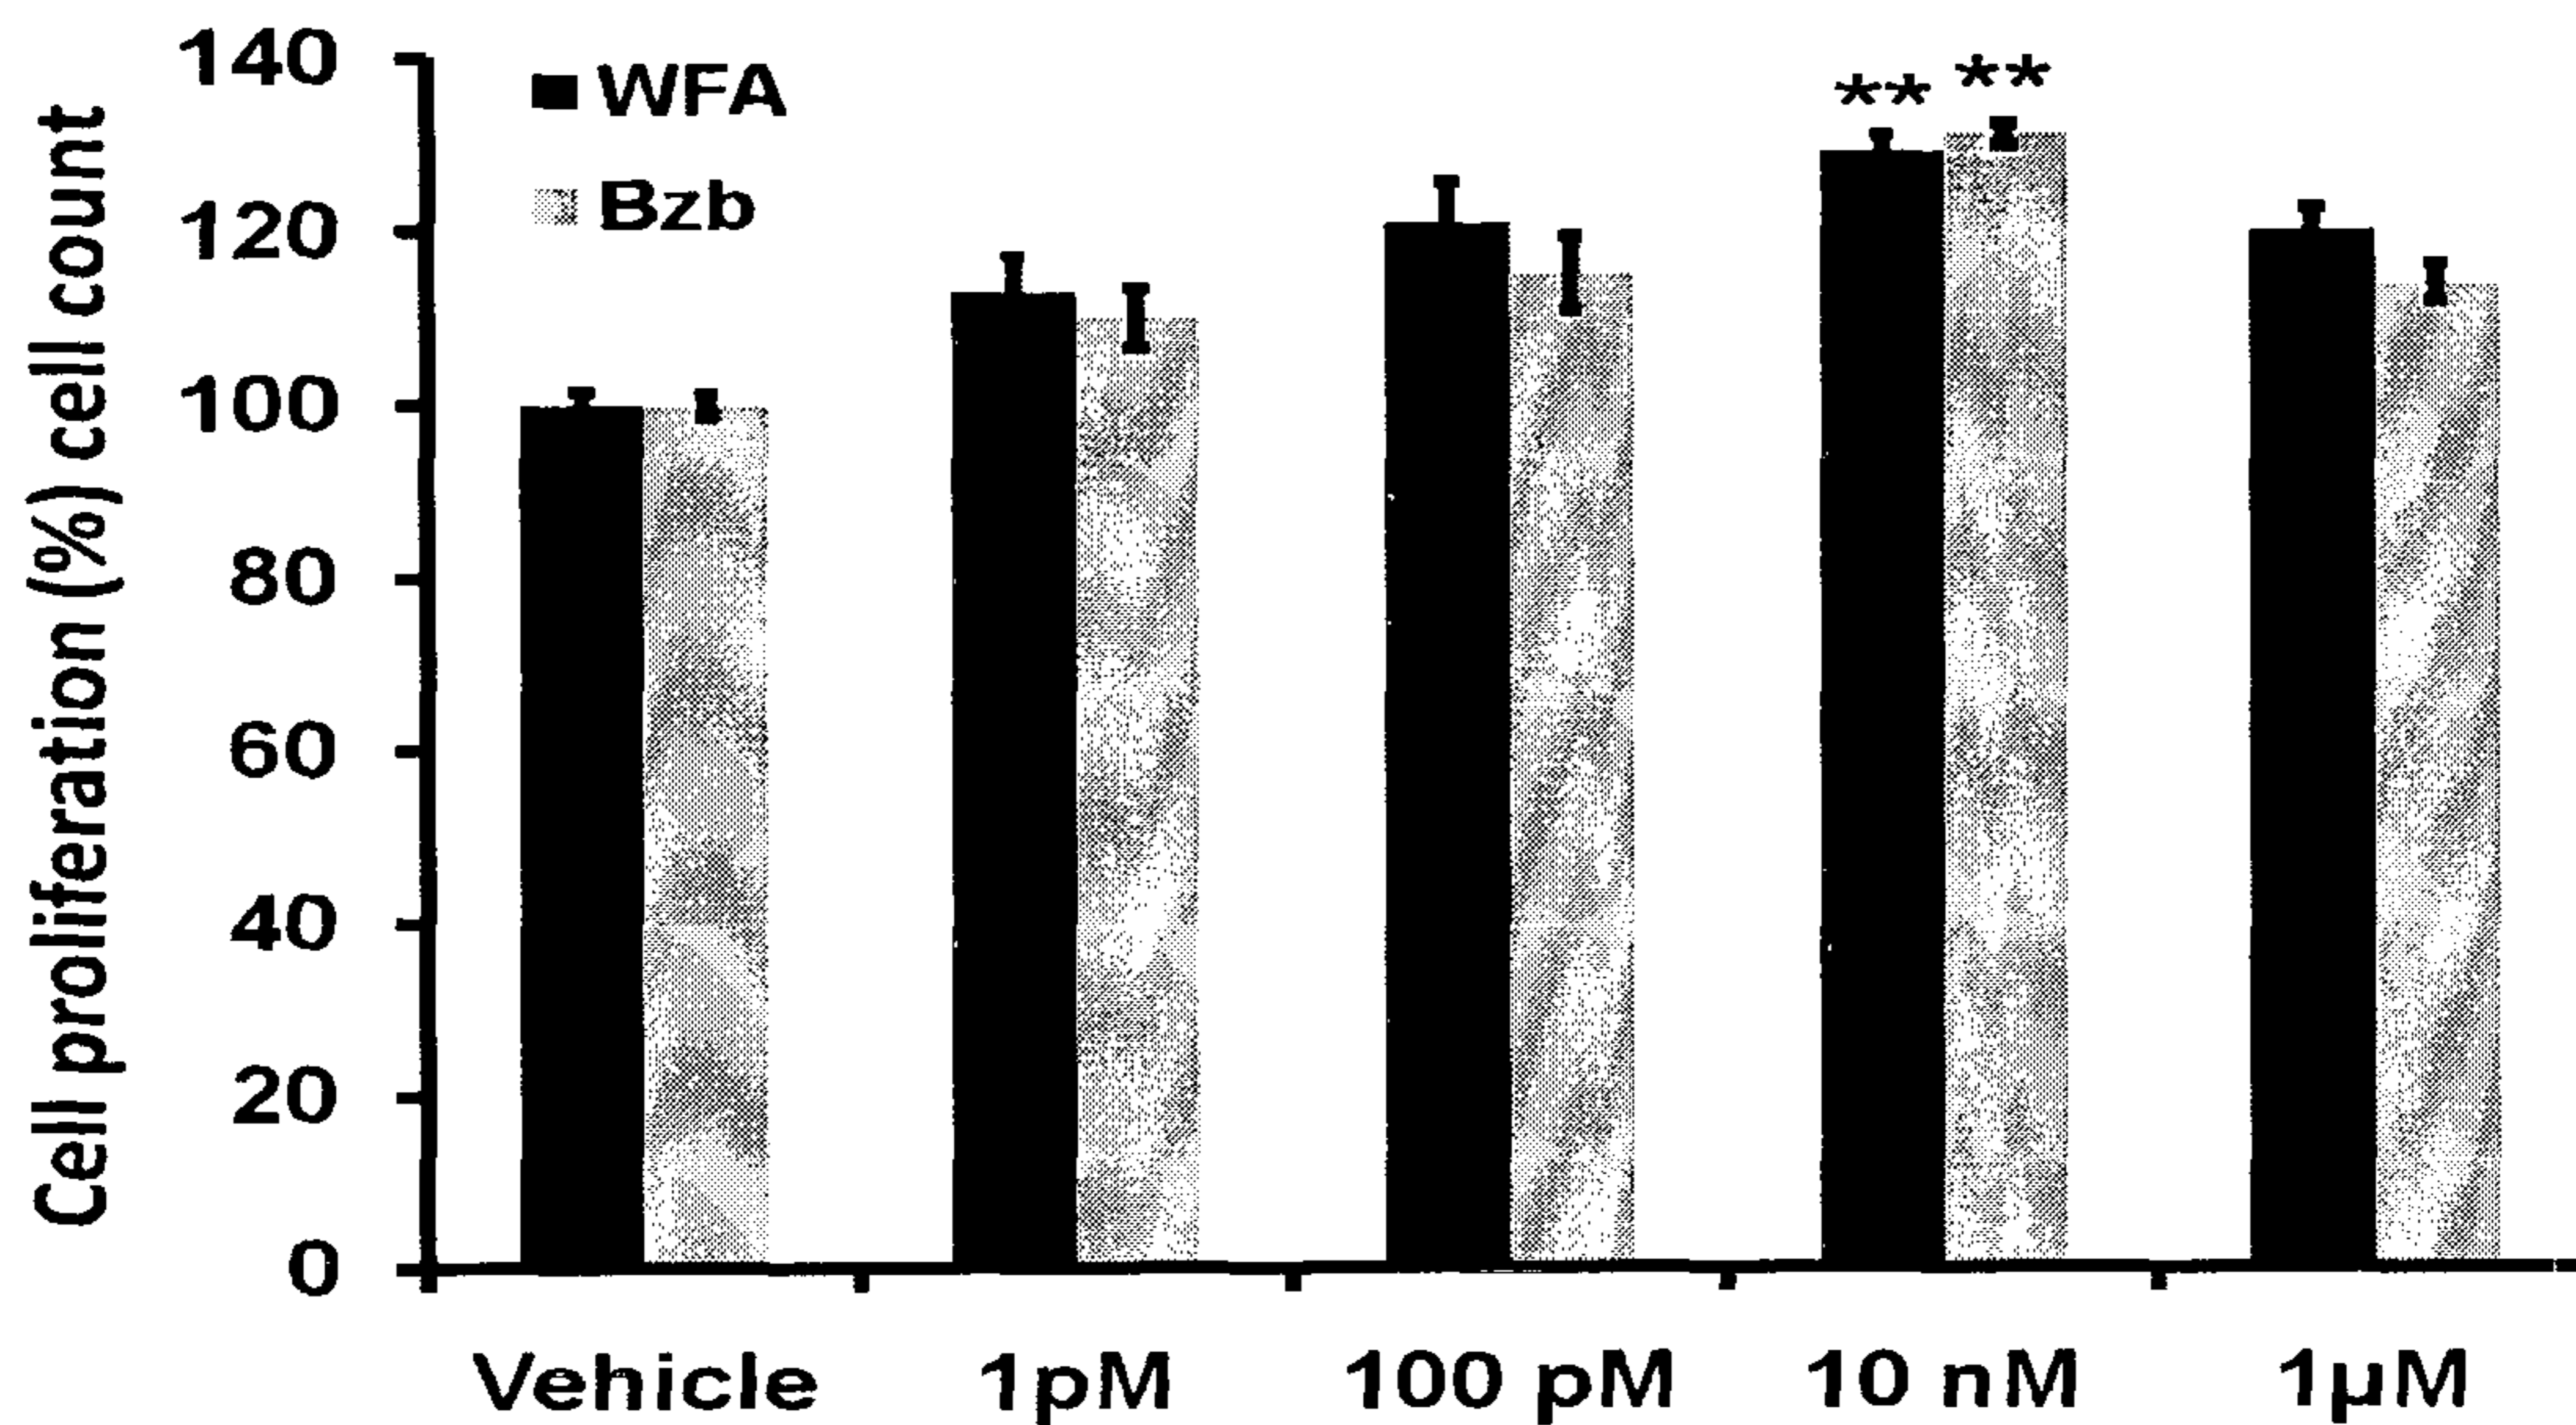 Cell proliferation (%) cell count
140
120
100
80
60
40
20
0
WFA
Bzb
** **
Vehicle 1pM 100 pM 10 nM 1µM